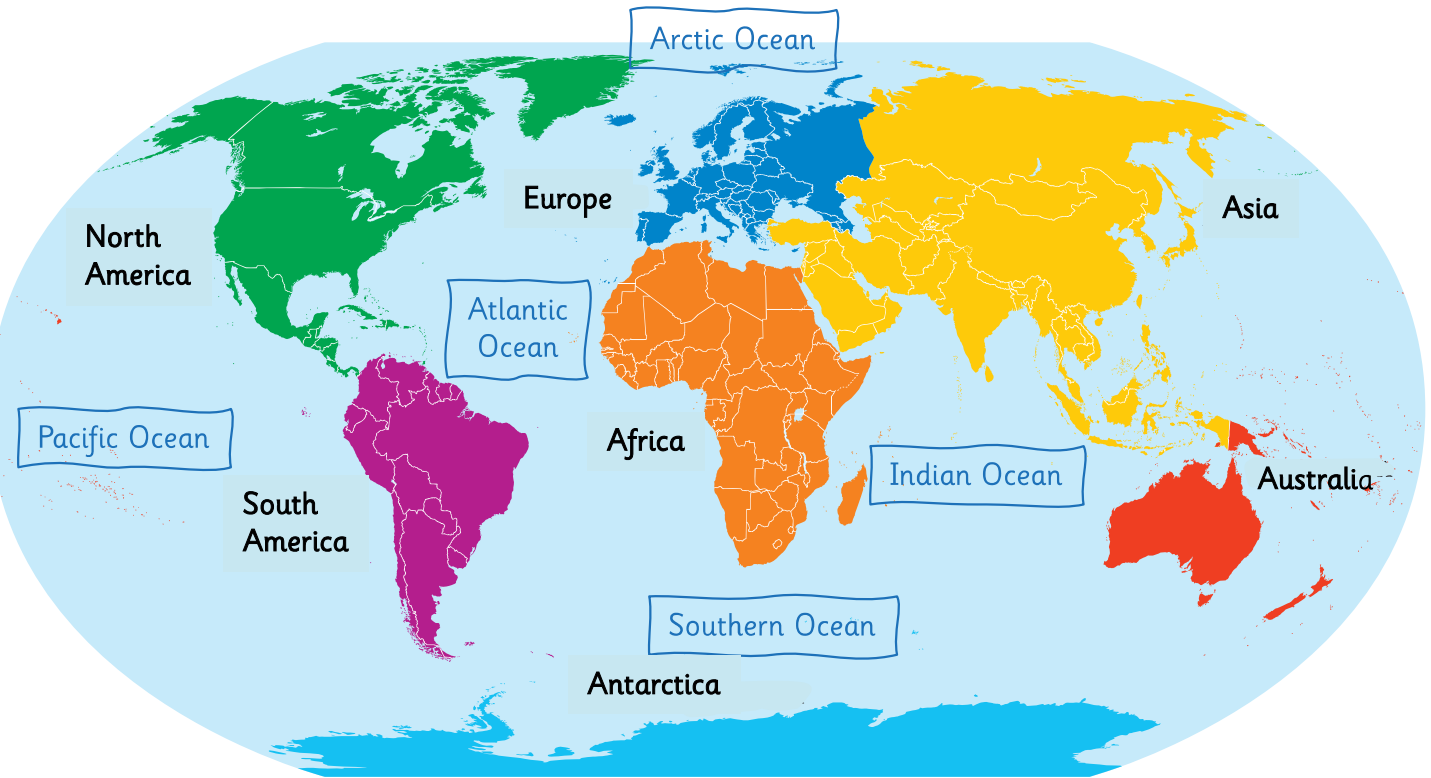 Arctic Ocean
Europe
Asia
North
America
Atlantic
Ocean
Pacific Ocean
Africa
Indian Ocean
Australia
South
America
Southern Ocean
Antarctica